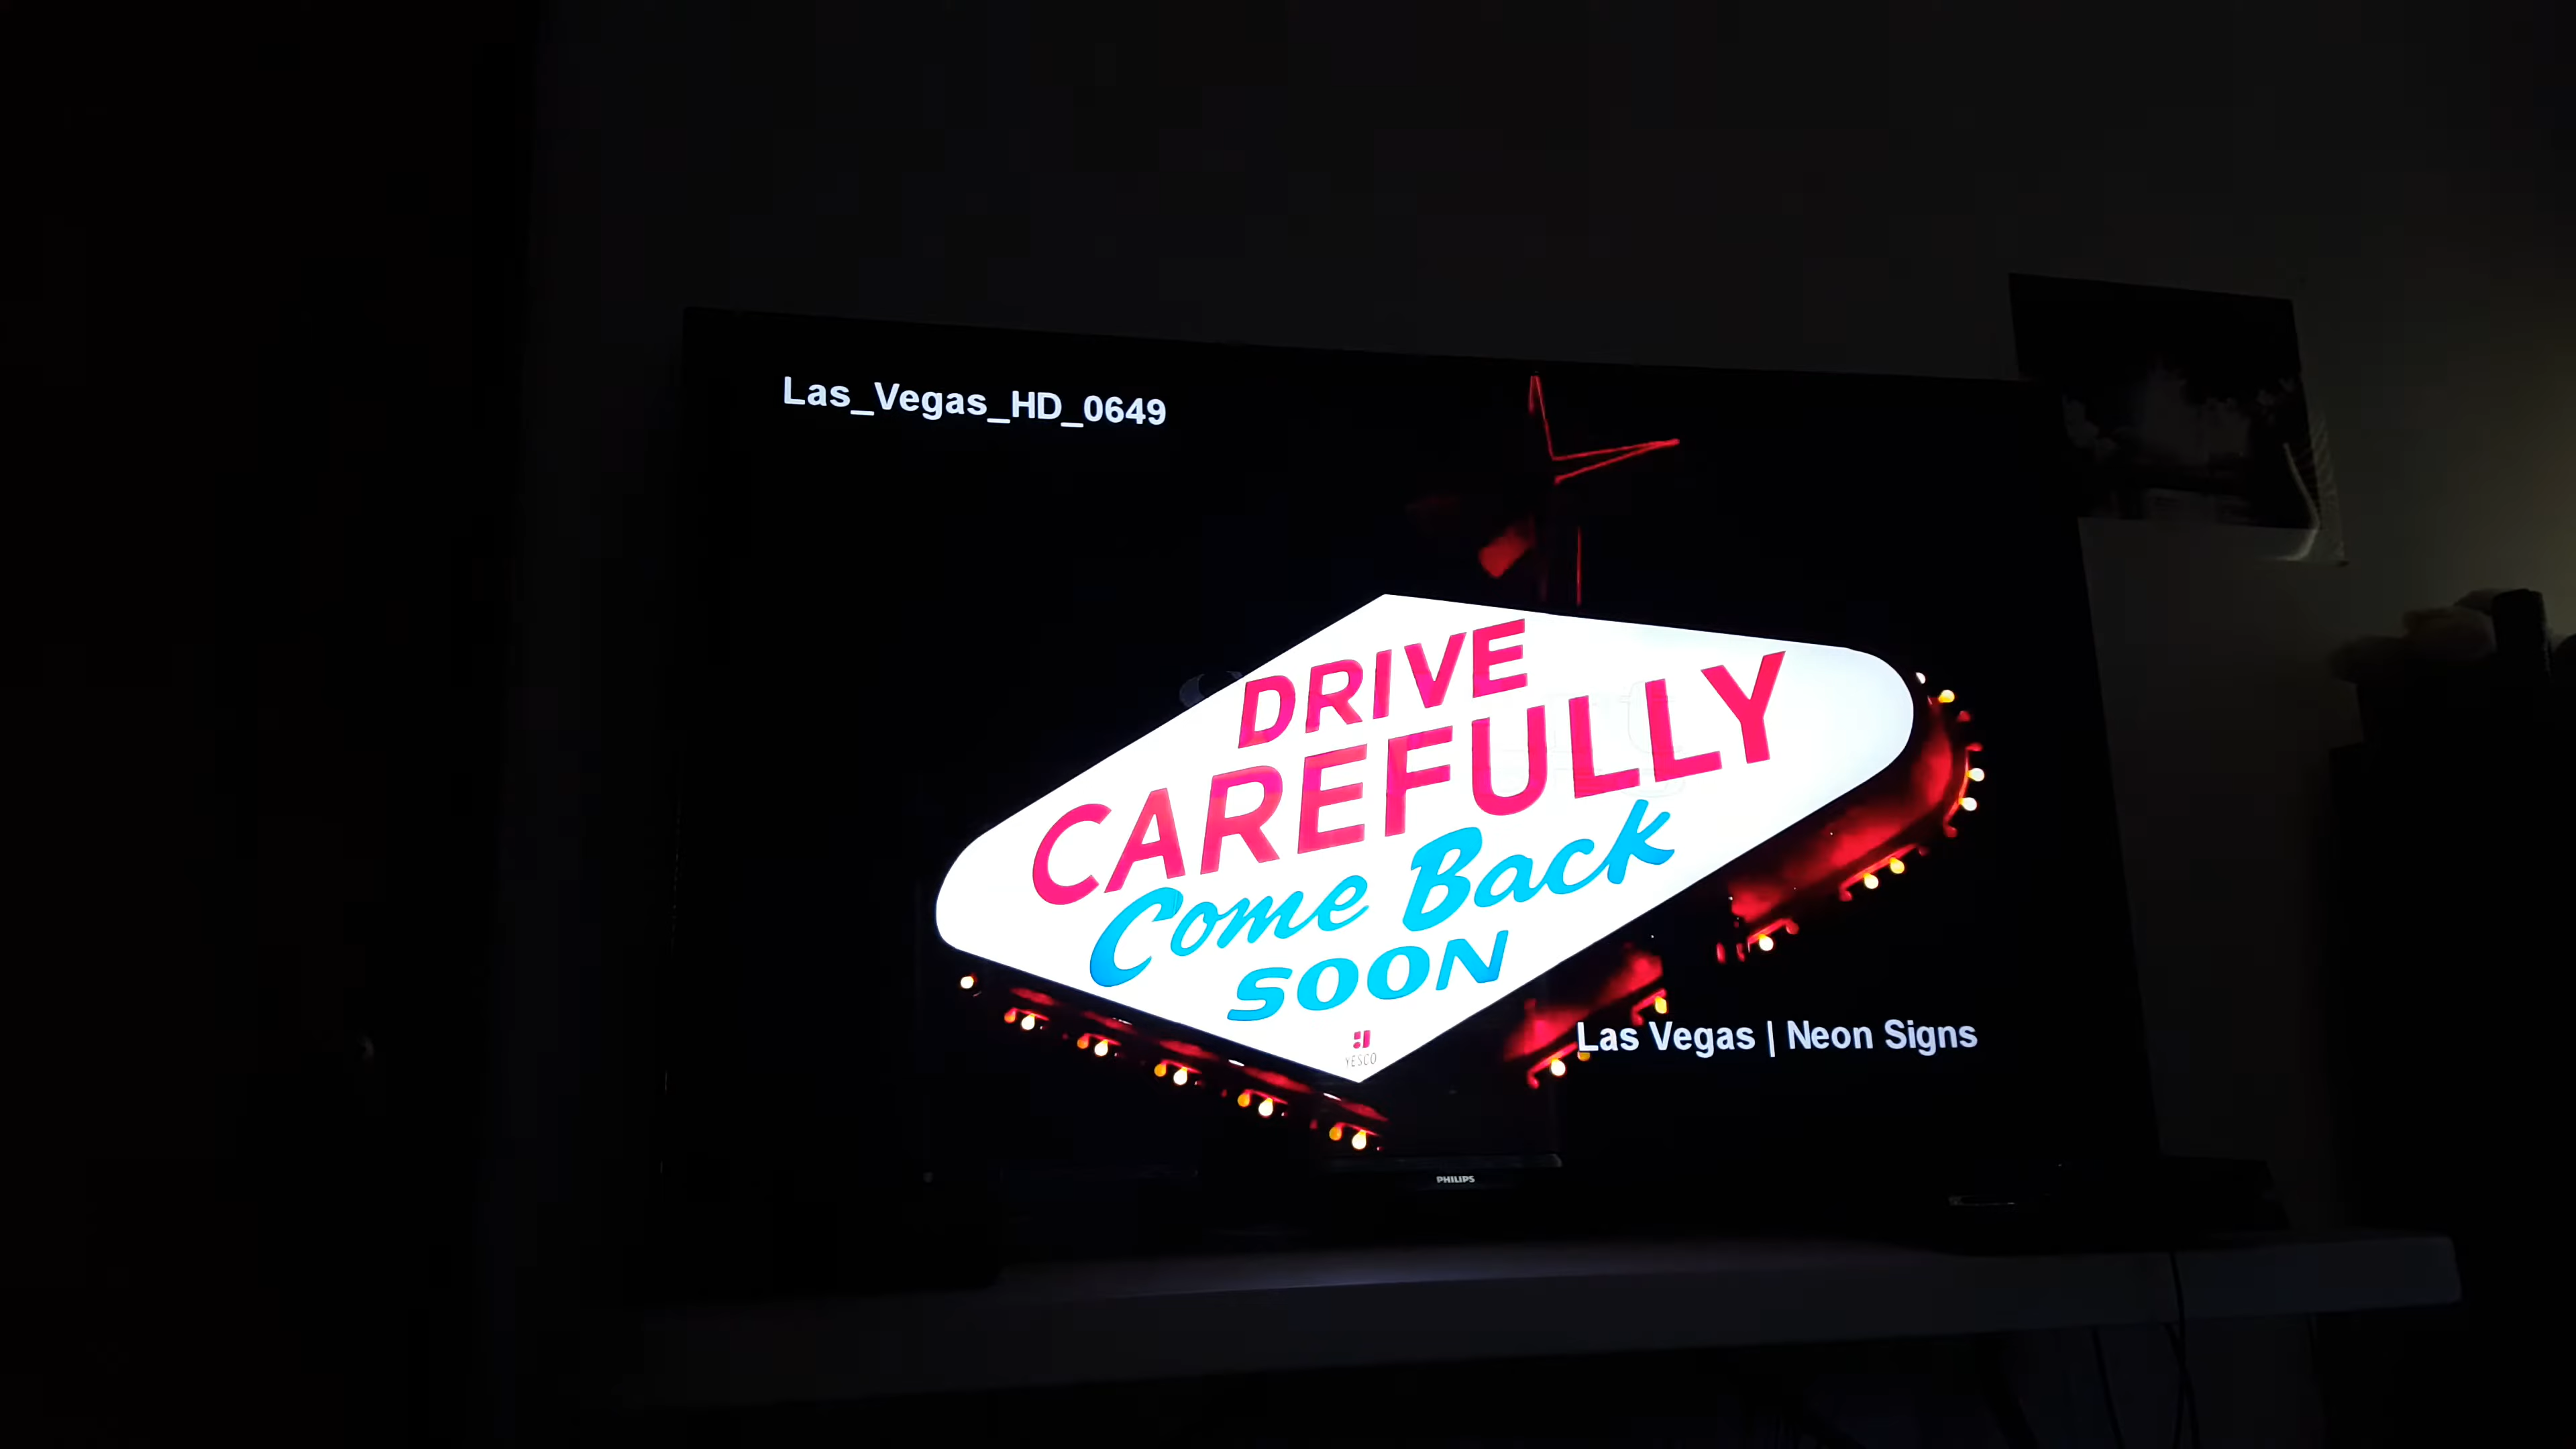 Las_Vegas_HD_0649
DRIVE
CAREFULLY
Come Back
SOON
YESCO
Las Vegas | Neon Signs
PHILIPS